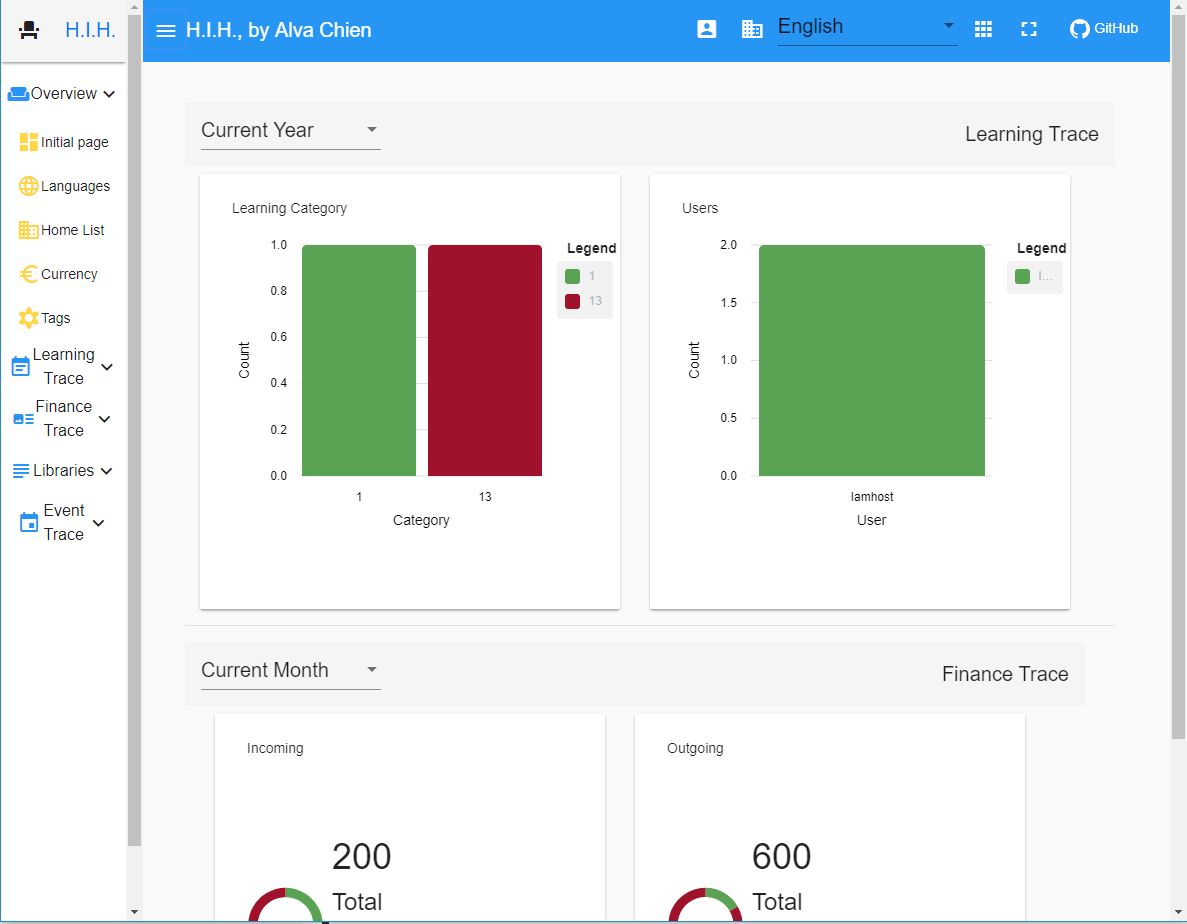 H.I.H.
H.I.H., by Alva Chien
English
GitHub
Overview
Initial page
Languages
Home List
Currency
Tags
Learning
Trace
Finance
Trace
Libraries
Event
Trace
Current Year
Learning Trace
Learning Category
1.0
0.8
0.6
0.4
0.2
0.0
Count
1
13
Category
Legend
1
13
Users
2.0
1.5
1.0
0.5
0.0
Count
Iamhost
User
Legend
I...
Current Month
Finance Trace
Incoming
200
Total
Outgoing
600
Total